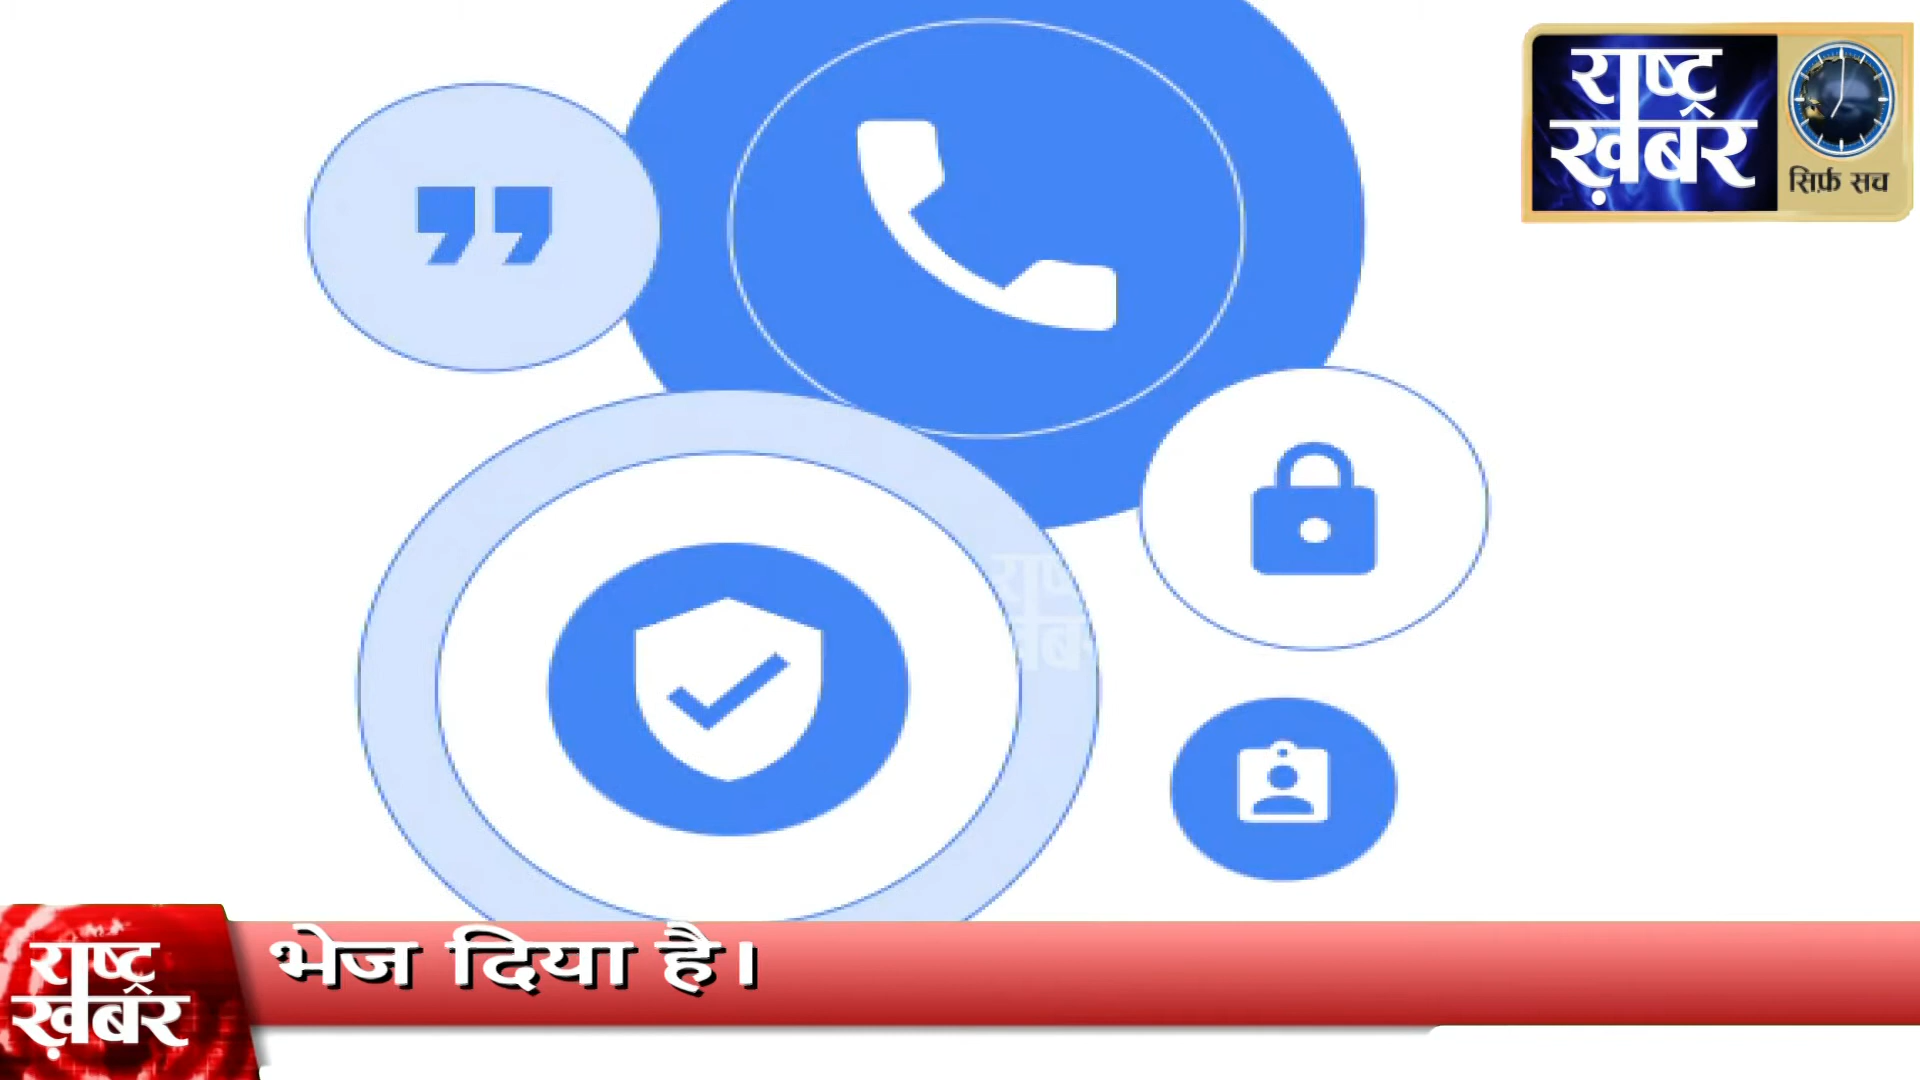 राष्ट्र
ख़बर
सिर्फ़ सच
राष्ट्र
ख़बर
भेज दिया है।